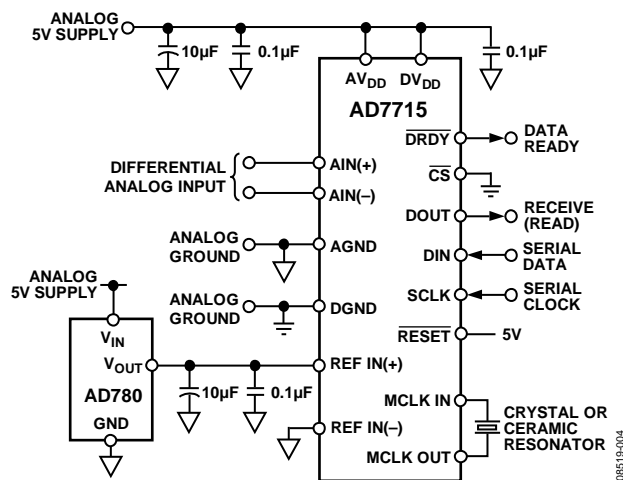 ANALOG
5V SUPPLY
10µF
0.1µF
0.1µF
AVDD
DVDD
AD7715
DIFFERENTIAL
ANALOG INPUT
AIN(+)
AIN(–)
ANALOG
GROUND
AGND
ANALOG
GROUND
DGND
DRDY
DATA
READY
CS
DOUT
RECEIVE
(READ)
DIN
SERIAL
DATA
SCLK
SERIAL
CLOCK
RESET
5V
ANALOG
5V SUPPLY
VIN
VOUT
AD780
GND
10µF
0.1µF
REF IN(+)
REF IN(–)
MCLK IN
MCLK OUT
CRYSTAL OR
CERAMIC
RESONATOR
08519-004